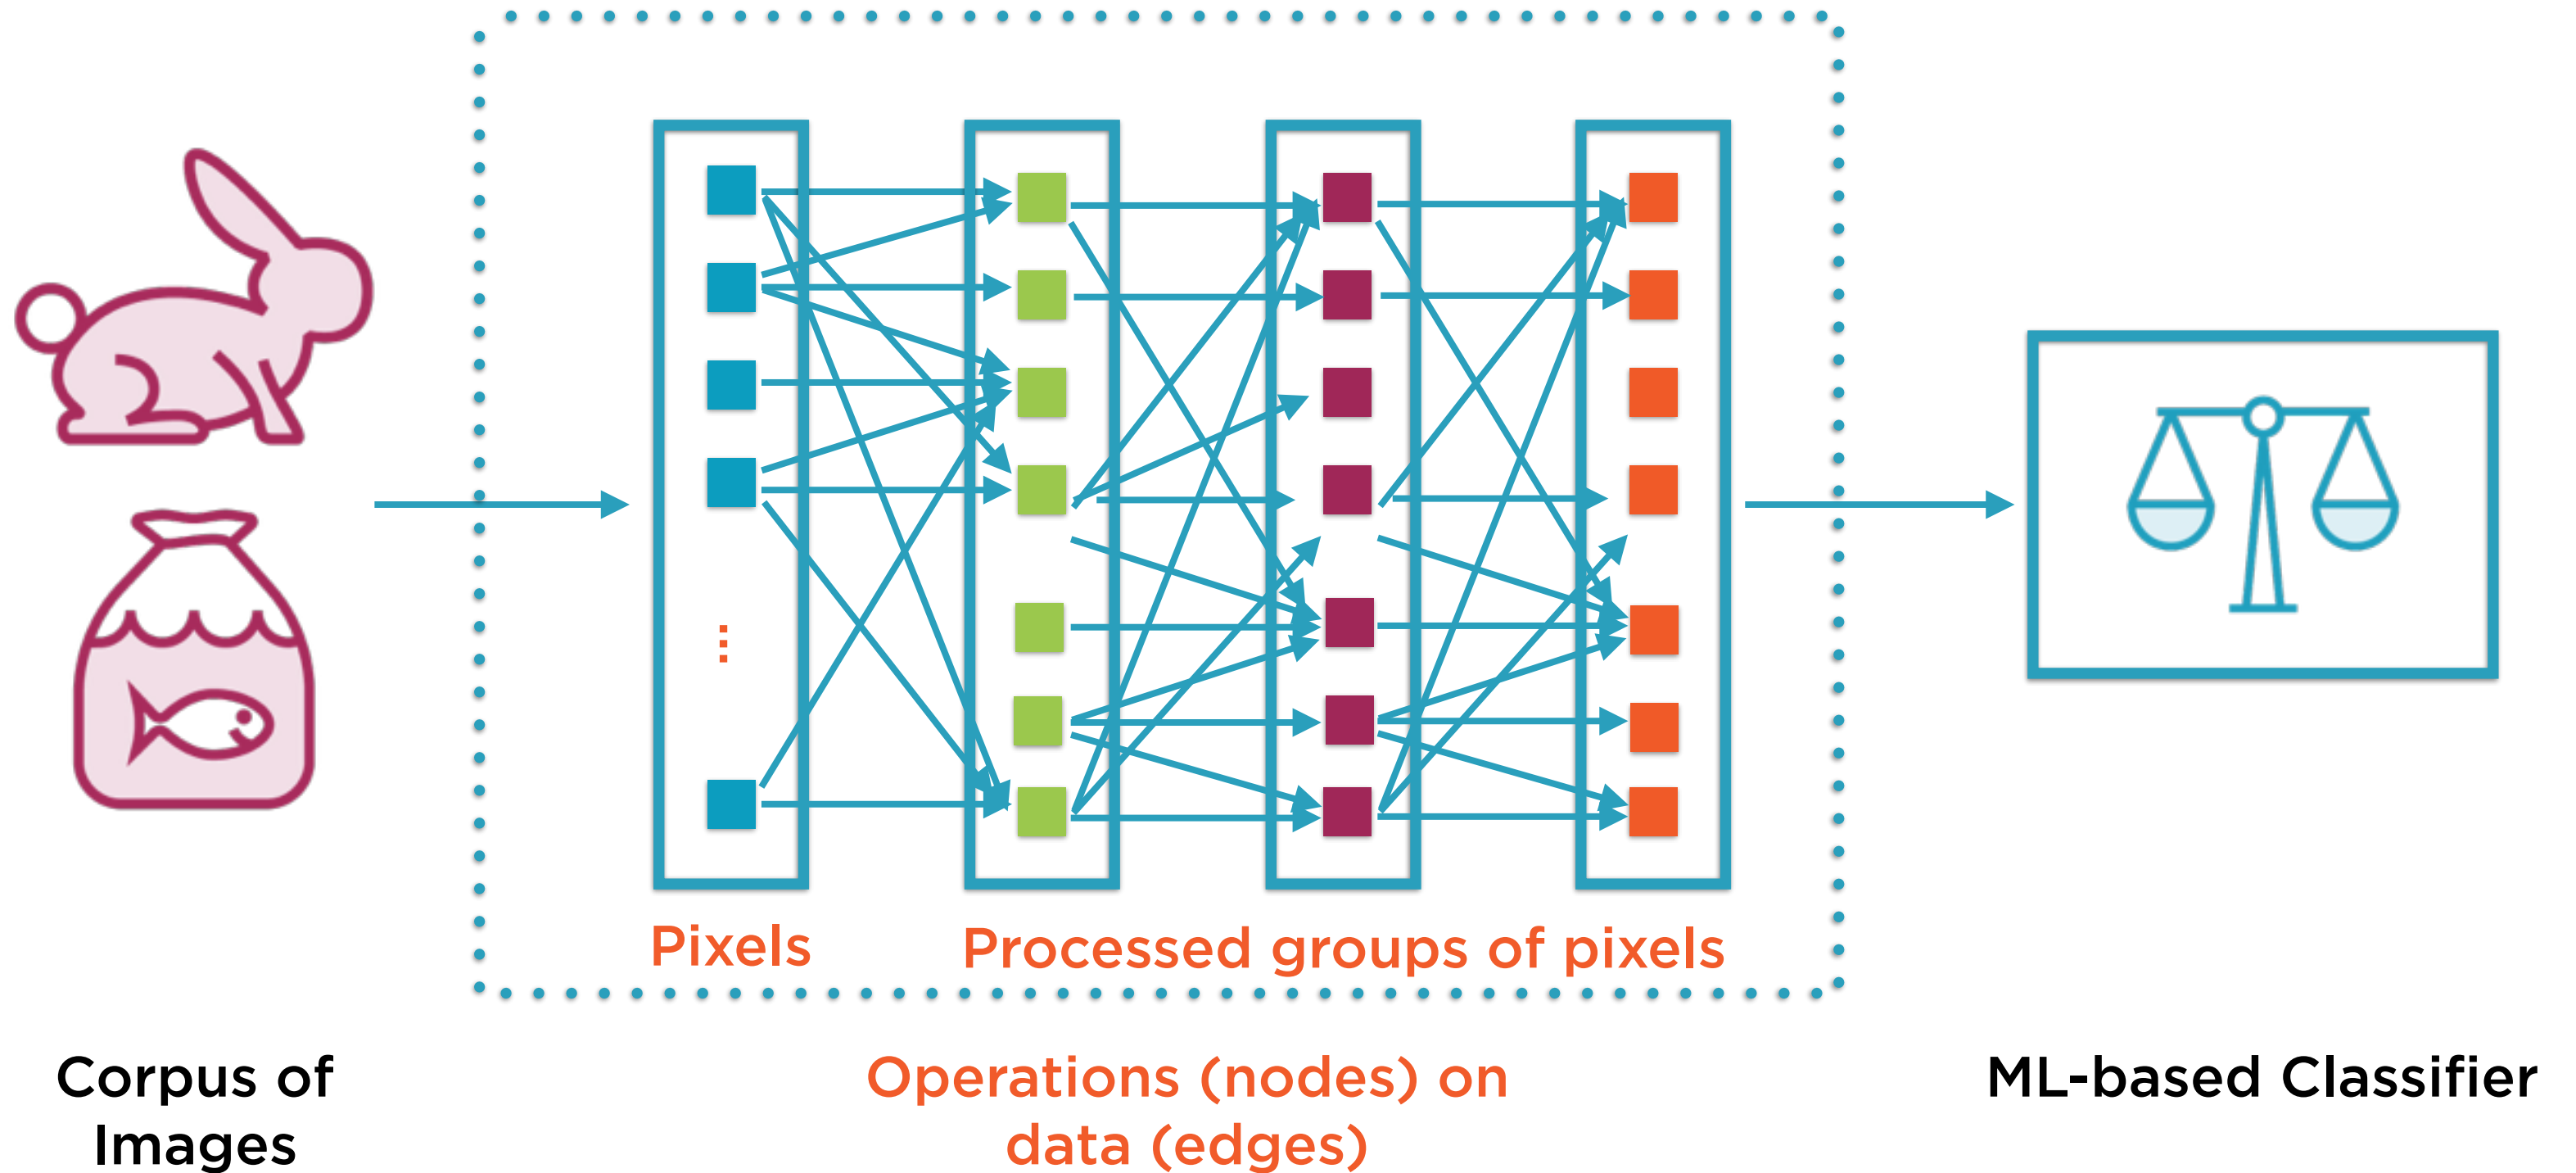 Pixels
Processed groups of pixels
Corpus of
Images
Operations (nodes) on
data (edges)
ML-based Classifier